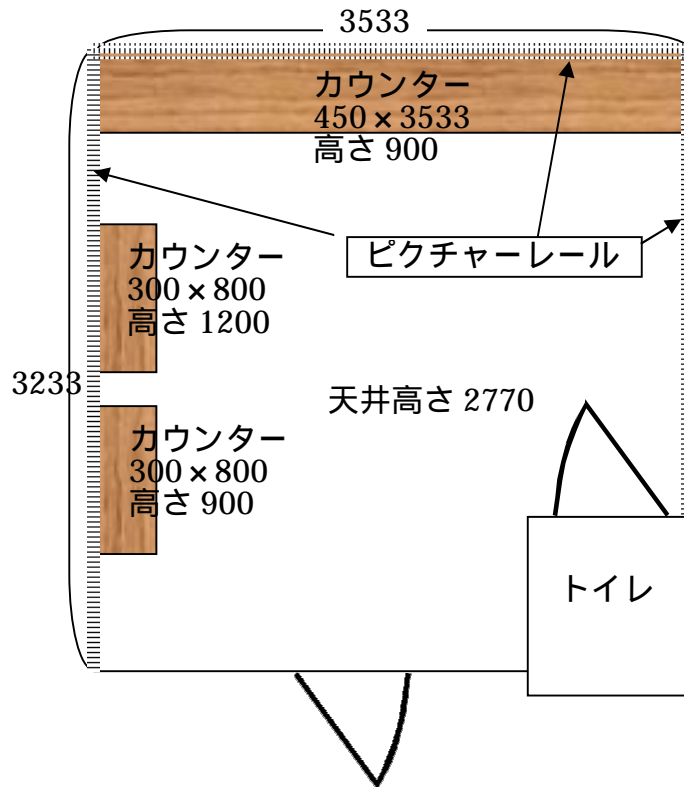 3533
カウンター
450×3533
高さ 900
ピクチャーレール
カウンター
300×800
高さ 1200
3233
天井高さ 2770
カウンター
300×800
高さ 900
トイレ